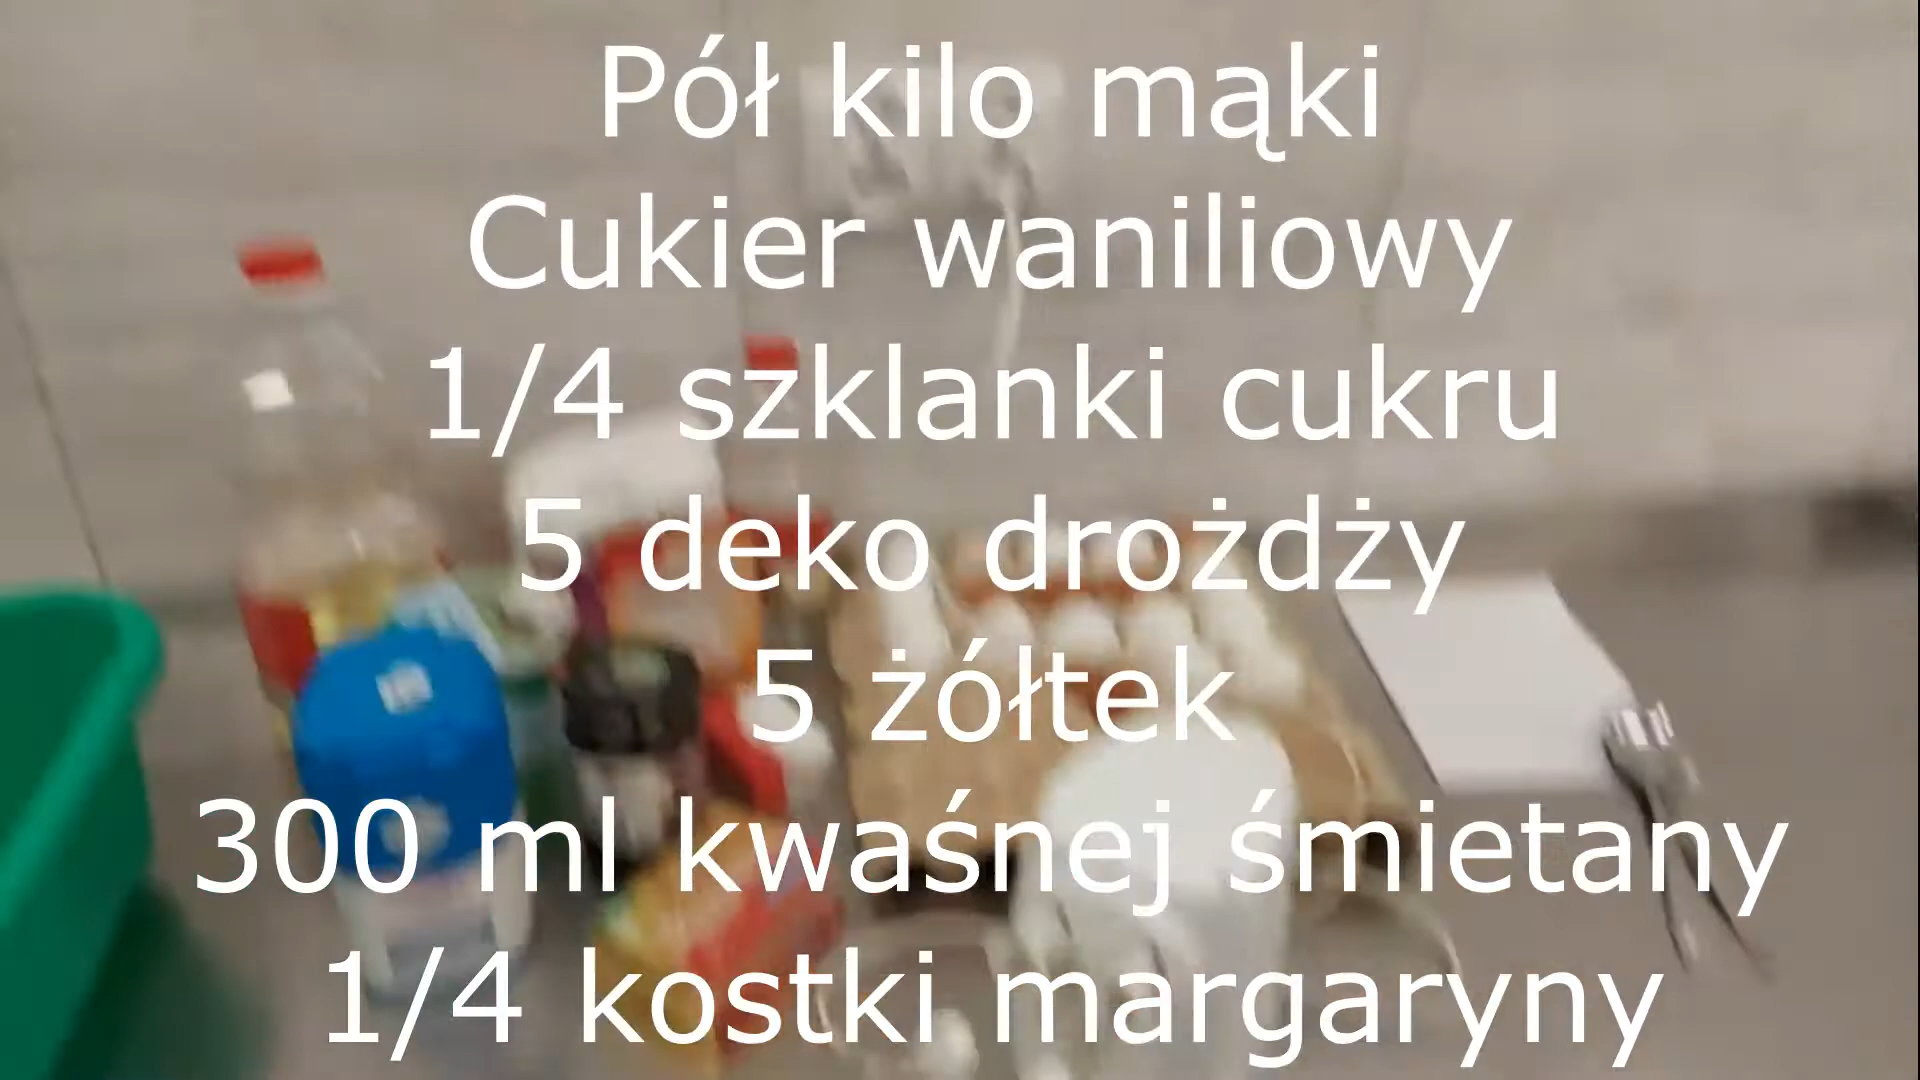 Pół kilo mąki
Cukier waniliowy
1/4 szklanki cukru
5 deko drożdży
5 żółtek
300 ml kwaśnej śmietany
1/4 kostki margaryny